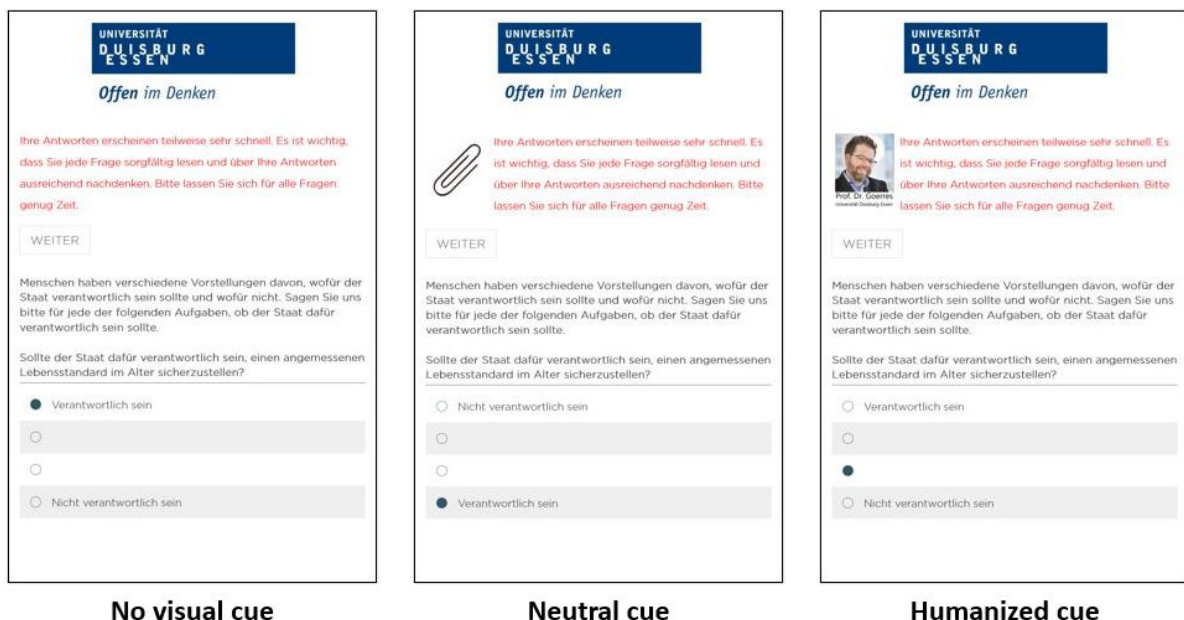 UNIVERSITÄT
DUISBURG
ESSEN
Offen im Denken
Ihre Antworten erscheinen teilweise sehr schnell. Es ist wichtig,
dass Sie jede Frage sorgfältig lesen und über Ihre Antworten
ausreichend nachdenken. Bitte lassen Sie sich für alle Fragen
genug Zeit.
WEITER
Menschen haben verschiedene Vorstellungen davon, wofür der
Staat verantwortlich sein sollte und wofür nicht. Sagen Sie uns
bitte für jede der folgenden Aufgaben, ob der Staat dafür
verantwortlich sein sollte.
Sollte der Staat dafür verantwortlich sein, einen angemessenen
Lebensstandard im Alter sicherzustellen?
Verantwortlich sein
Nicht verantwortlich sein
No visual cue
UNIVERSITÄT
DUISBURG
ESSEN
Offen im Denken
Ihre Antworten erscheinen teilweise sehr schnell. Es
ist wichtig, dass Sie jede Frage sorgfältig lesen und
über Ihre Antworten ausreichend nachdenken. Bitte
lassen Sie sich für alle Fragen genug Zeit.
WEITER
Menschen haben verschiedene Vorstellungen davon, wofür der
Staat verantwortlich sein sollte und wofür nicht. Sagen Sie uns
bitte für jede der folgenden Aufgaben, ob der Staat dafür
verantwortlich sein sollte.
Sollte der Staat dafür verantwortlich sein, einen angemessenen
Lebensstandard im Alter sicherzustellen?
Nicht verantwortlich sein
Verantwortlich sein
Neutral cue
UNIVERSITÄT
DUISBURG
ESSEN
Offen im Denken
Ihre Antworten erscheinen teilweise sehr schnell. Es
ist wichtig, dass Sie jede Frage sorgfältig lesen und
über Ihre Antworten ausreichend nachdenken. Bitte
lassen Sie sich für alle Fragen genug Zeit.
Prof. Dr. Goerres
Universität Duisburg-Essen
WEITER
Menschen haben verschiedene Vorstellungen davon, wofür der
Staat verantwortlich sein sollte und wofür nicht. Sagen Sie uns
bitte für jede der folgenden Aufgaben, ob der Staat dafür
verantwortlich sein sollte.
Sollte der Staat dafür verantwortlich sein, einen angemessenen
Lebensstandard im Alter sicherzustellen?
Verantwortlich sein
Nicht verantwortlich sein
Humanized cue